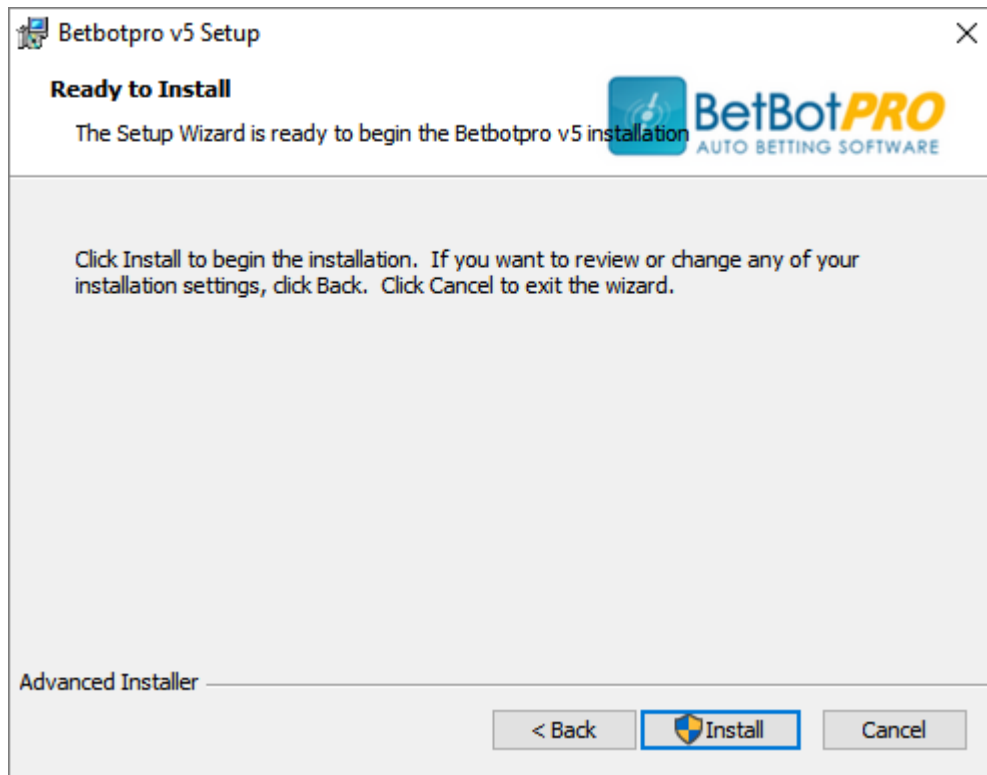 Betbotpro v5 Setup
Ready to Install
The Setup Wizard is ready to begin the Betbotpro v5 installation
BetBotPRO
AUTO BETTING SOFTWARE
Click Install to begin the installation.  If you want to review or change any of your
installation settings, click Back.  Click Cancel to exit the wizard.
Advanced Installer
< Back
Install
Cancel